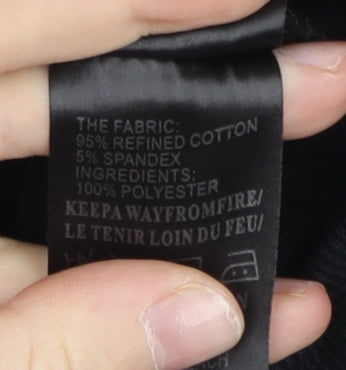 THE FABRIC:
95% REFINED COTTON
5% SPANDEX
INGREDIENTS:
100% POLYESTER
KEEPA WAYFROMFIRE/
LE TENIR LOIN DU FEU/